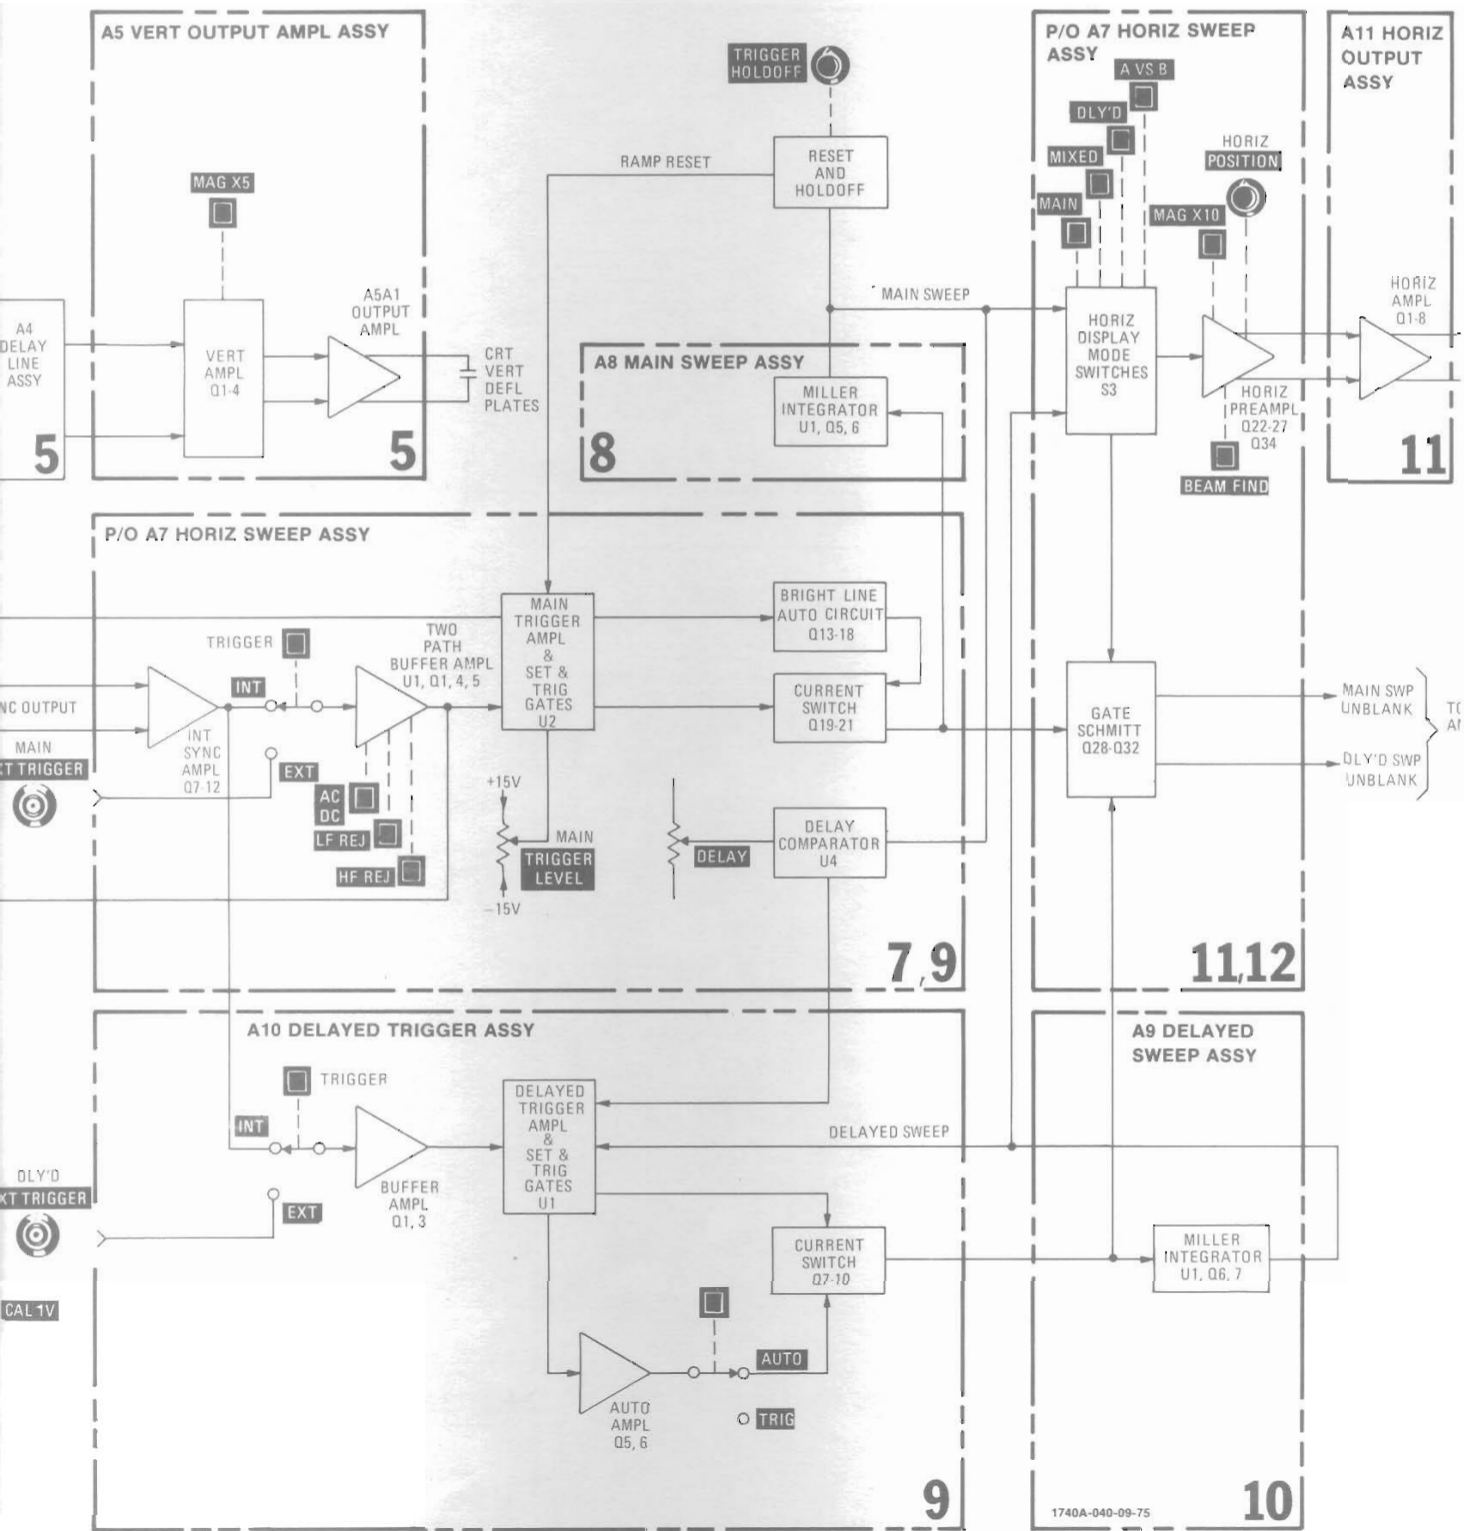 A5 VERT OUTPUT AMPL ASSY
MAG X5
A4
DELAY
LINE
ASSY
5
VERT
AMPL
Q1-4
A5A1
OUTPUT
AMPL
CRT
VERT
DEFL
PLATES
5
TRIGGER
HOLDOFF
RAMP RESET
RESET
AND
HOLDOFF
MAIN SWEEP
A8 MAIN SWEEP ASSY
MILLER
INTEGRATOR
U1, Q5, 6
8
P/O A7 HORIZ SWEEP
ASSY
A VS B
DLY'D
MIXED
MAIN
HORIZ
POSITION
MAG X10
HORIZ
DISPLAY
MODE
SWITCHES
S3
HORIZ
PREAMPL
Q22-27
Q34
BEAM FIND
A11 HORIZ
OUTPUT
ASSY
HORIZ
AMPL
Q1-8
11
P/O A7 HORIZ SWEEP ASSY
NC OUTPUT
MAIN
XT TRIGGER
TRIGGER
INT
INT
SYNC
AMPL
Q7-12
EXT
TWO
PATH
BUFFER AMPL
U1, Q1, 4, 5
AC
DC
LF REJ
HF REJ
MAIN
TRIGGER
AMPL
&
SET &
TRIG
GATES
U2
+15V
MAIN
TRIGGER
LEVEL
-15V
BRIGHT LINE
AUTO CIRCUIT
Q13-18
CURRENT
SWITCH
Q19-21
DELAY
DELAY
COMPARATOR
U4
7,9
GATE
SCHMITT
Q28-Q32
MAIN SWP
UNBLANK
DLY'D SWP
UNBLANK
11,12
A10 DELAYED TRIGGER ASSY
TRIGGER
INT
EXT
DLY'D
XT TRIGGER
CAL 1V
BUFFER
AMPL
Q1, 3
DELAYED
TRIGGER
AMPL
&
SET &
TRIG
GATES
U1
DELAYED SWEEP
CURRENT
SWITCH
Q7-10
AUTO
TRIG
AUTO
AMPL
Q5, 6
9
A9 DELAYED
SWEEP ASSY
MILLER
INTEGRATOR
U1, Q6, 7
1740A-040-09-75
10